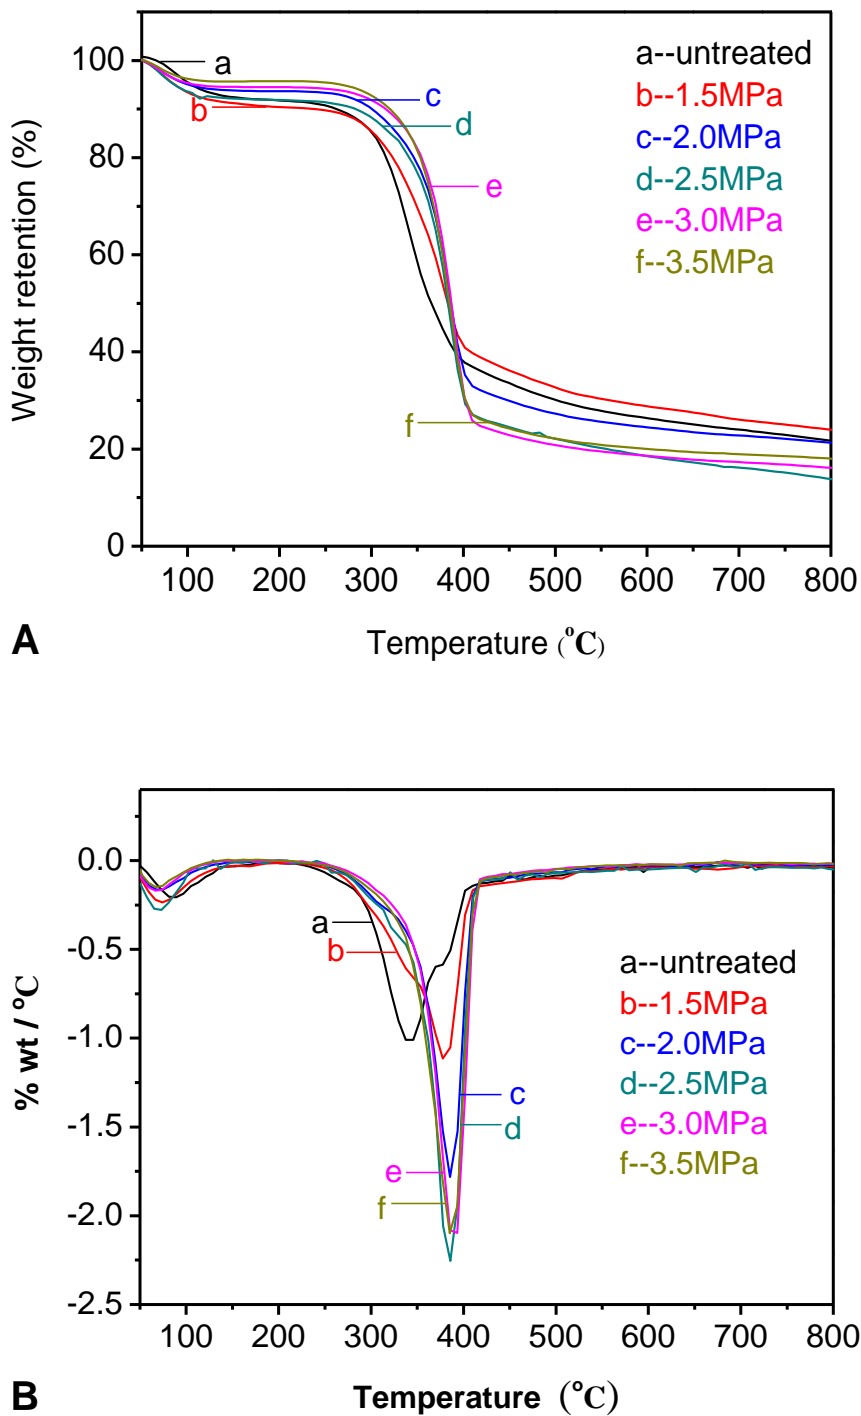 100
80
60
40
20
0
Weight retention (%)
a
b
c
d
e
f
a--untreated
b--1.5MPa
c--2.0MPa
d--2.5MPa
e--3.0MPa
f--3.5MPa
100 200 300 400 500 600 700 800
Temperature (°C)
A
0.0
-0.5
-1.0
-1.5
-2.0
-2.5
% wt / °C
a
b
c
d
e
f
a--untreated
b--1.5MPa
c--2.0MPa
d--2.5MPa
e--3.0MPa
f--3.5MPa
100 200 300 400 500 600 700 800
Temperature (°C)
B